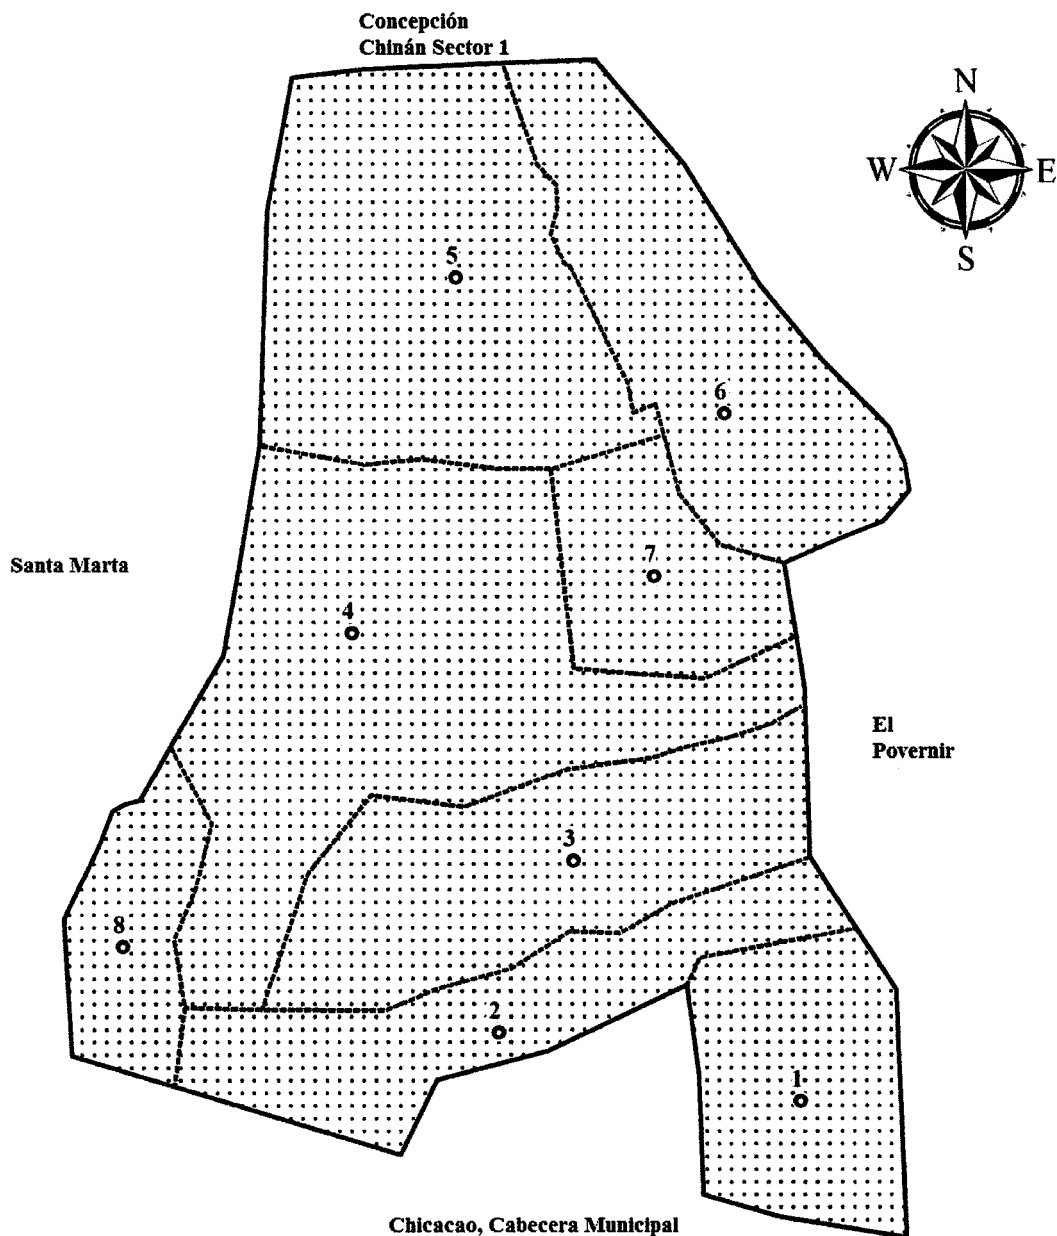 Concepción
Chinán Sector 1
N
W
E
S
5
6
7
Santa Marta
4
El
Povernir
3
8
2
1
Chicacao, Cabecera Municipal